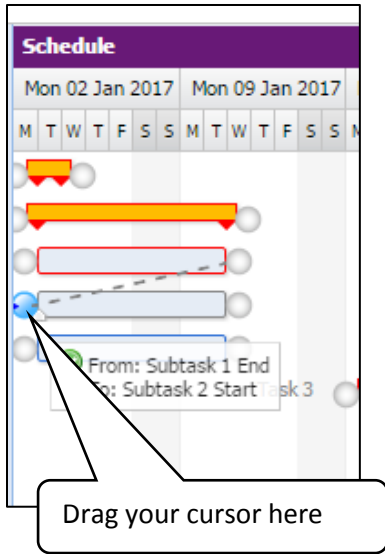 Schedule
Mon 02 Jan 2017 Mon 09 Jan 2017
M T W T F S S M T W T F S S M
From: Subtask 1 End
To: Subtask 2 Start Task 3
Drag your cursor here